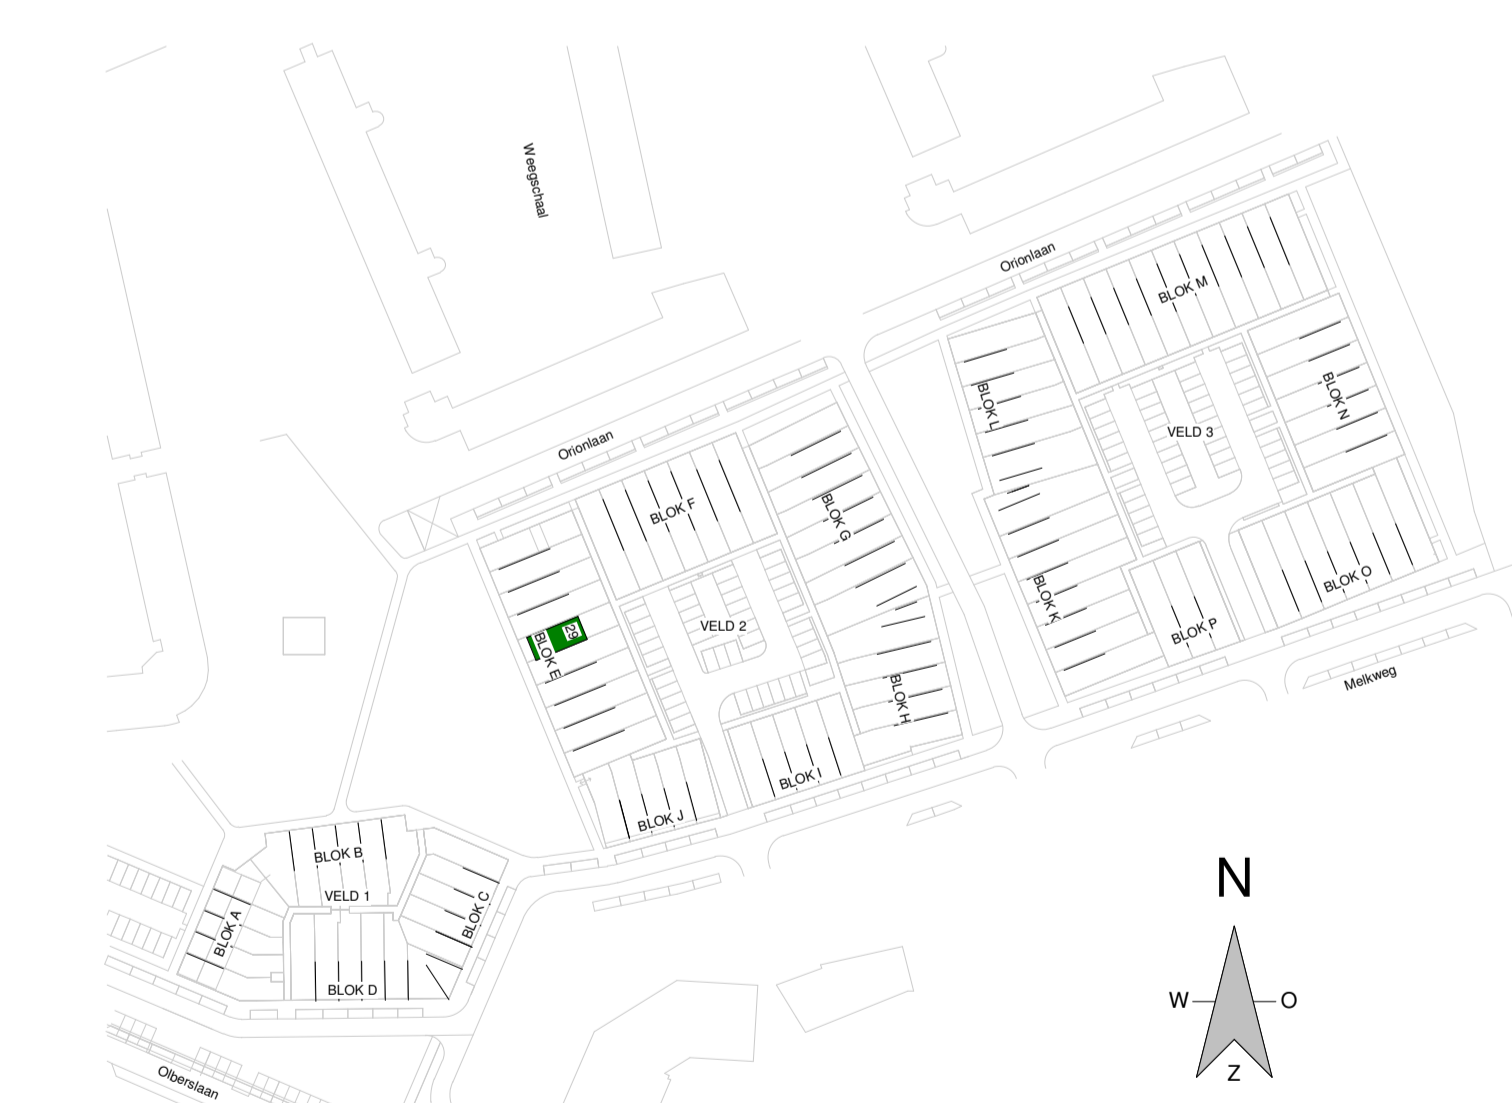 Weegschaal
Orionlaan
BLOK M
BLOK L
BLOK N
VELD 3
Orionlaan
BLOK F
BLOK G
29
BLOK E
VELD 2
BLOK K
BLOK P
BLOK O
Melkweg
BLOK H
BLOK I
BLOK J
BLOK B
VELD 1
BLOK A
BLOK C
BLOK D
Olberslaan
N
W
O
Z